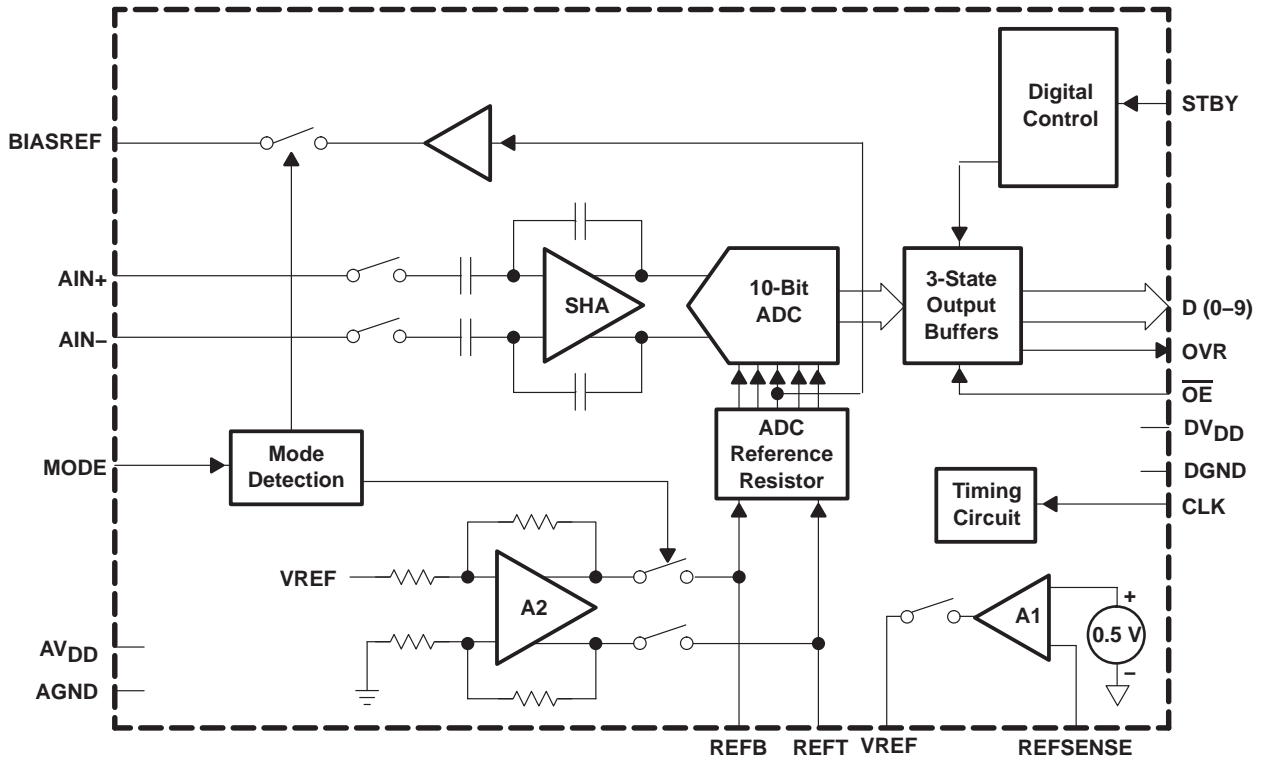 Digital
Control
STBY
BIASREF
AIN+
AIN–
SHA
10-Bit
ADC
3-State
Output
Buffers
D (0–9)
OVR
OE
DVDD
DGND
CLK
MODE
Mode
Detection
ADC
Reference
Resistor
Timing
Circuit
VREF
A2
A1
+
0.5 V
–
AVDD
AGND
REFB
REFT
VREF
REFSENSE